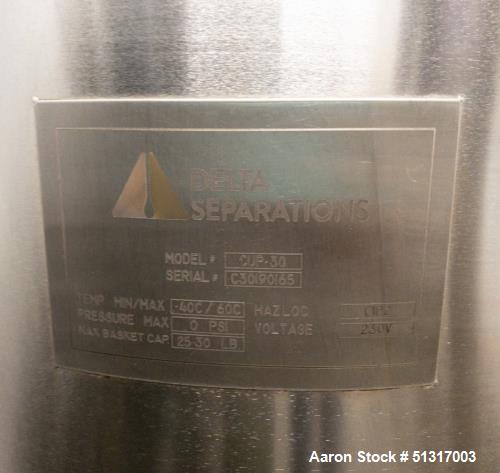 DELTA
SEPARATIONS
MODEL # CUP-30
SERIAL # C30190165
TEMP MIN/MAX -40C / 60C HAZLOC C1D2
PRESSURE MAX 0 PSI VOLTAGE 230V
MAX BASKET CAP 25-30 LB
Aaron Stock # 51317003